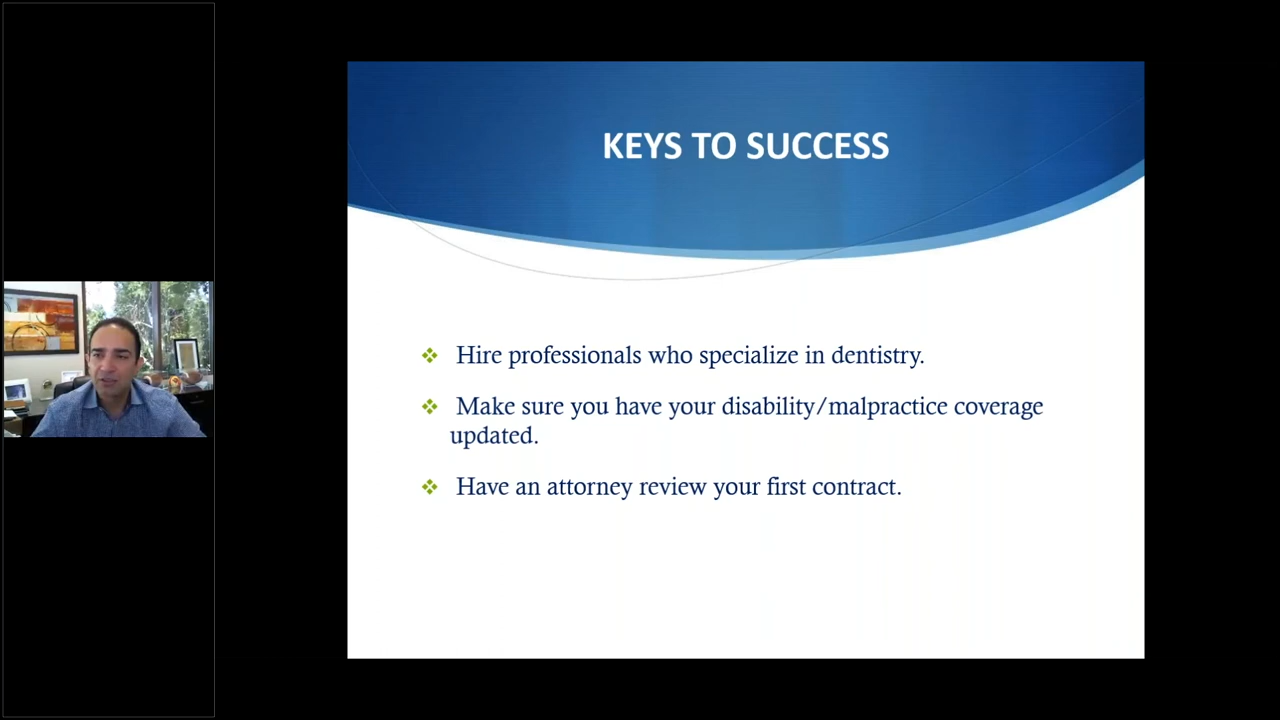 KEYS TO SUCCESS
Hire professionals who specialize in dentistry.
Make sure you have your disability/malpractice coverage
updated.
Have an attorney review your first contract.